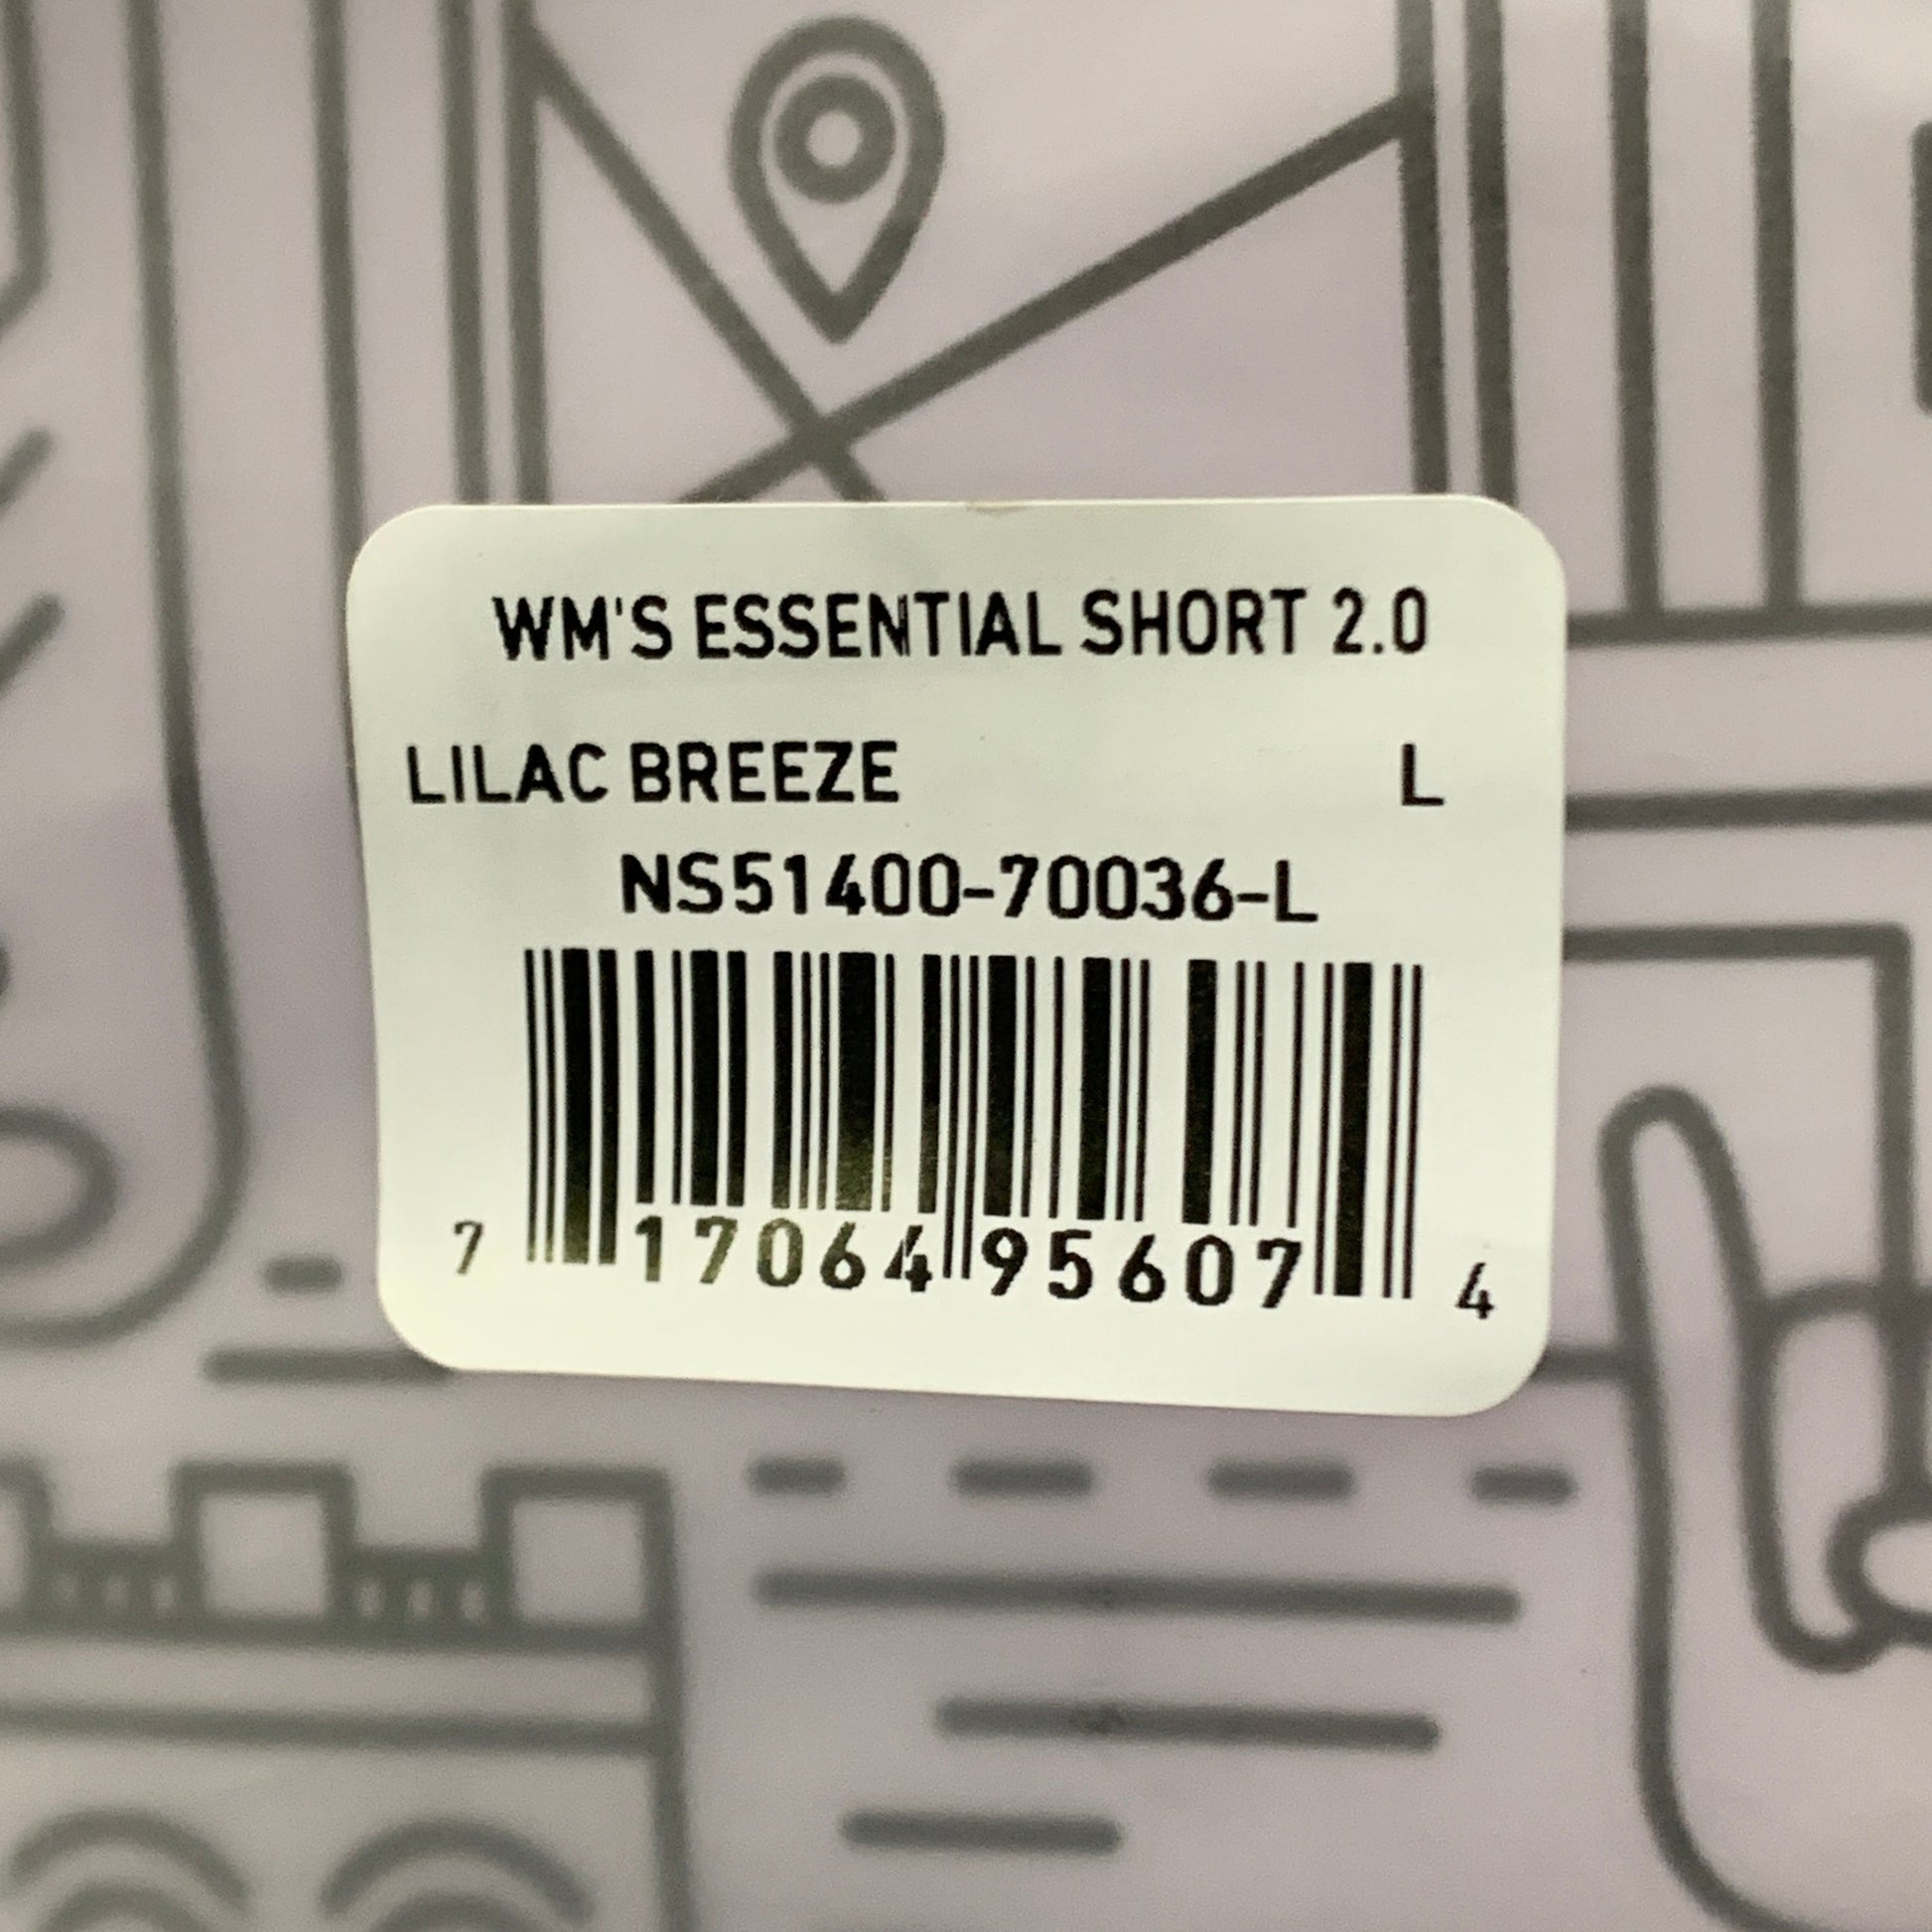 WM'S ESSENTIAL SHORT 2.0
LILAC BREEZE L
NS51400-70036-L
7 17064 95607 4